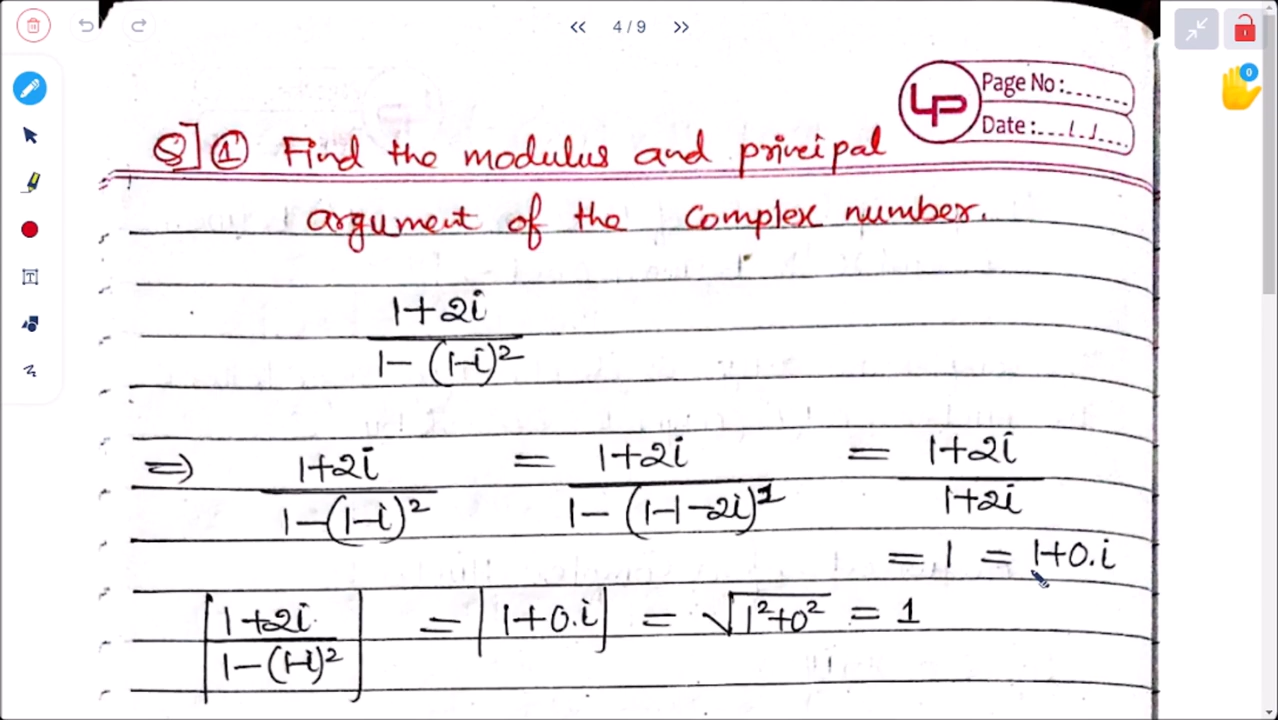 4 / 9
0
LP
Page No:.......
Date:...1.J....
Q] ① Find the modulus and principal
argument of the complex number.
1+2i / 1-(1-i)²
=> 1+2i / 1-(1-i)² = 1+2i / 1-(1-1-2i) = 1+2i / 1+2i
= 1 = 1+0.i
|1+2i / 1-(1-i)²| = |1+0.i| = √1²+0² = 1